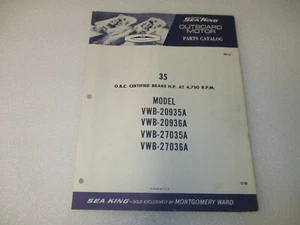 SEA KING
OUTBOARD
MOTOR
PARTS CATALOG
35
O.B.C. CERTIFIED BRAKE H.P. AT 4,750 R.P.M.
MODEL
VWB-20935A
VWB-20936A
VWB-27035A
VWB-27036A
SEA KING - SOLD EXCLUSIVELY BY MONTGOMERY WARD